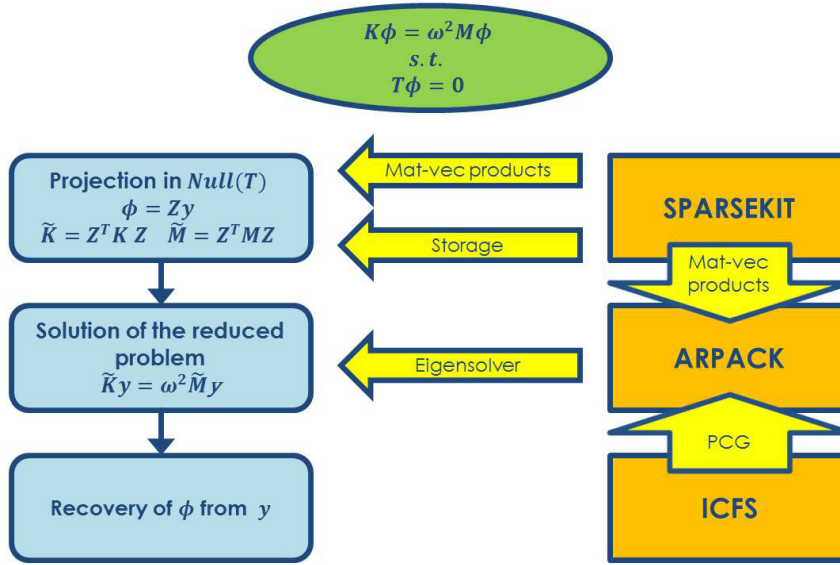 Kϕ = ω²Mϕ
s. t.
Tϕ = 0
Projection in Null(T)
ϕ = Zy
K̃ = ZᵀK Z M̃ = ZᵀMZ
Mat-vec products
Storage
SPARSEKIT
Mat-vec
products
Solution of the reduced
problem
K̃y = ω²M̃y
Eigensolver
ARPACK
PCG
Recovery of ϕ from y
ICFS